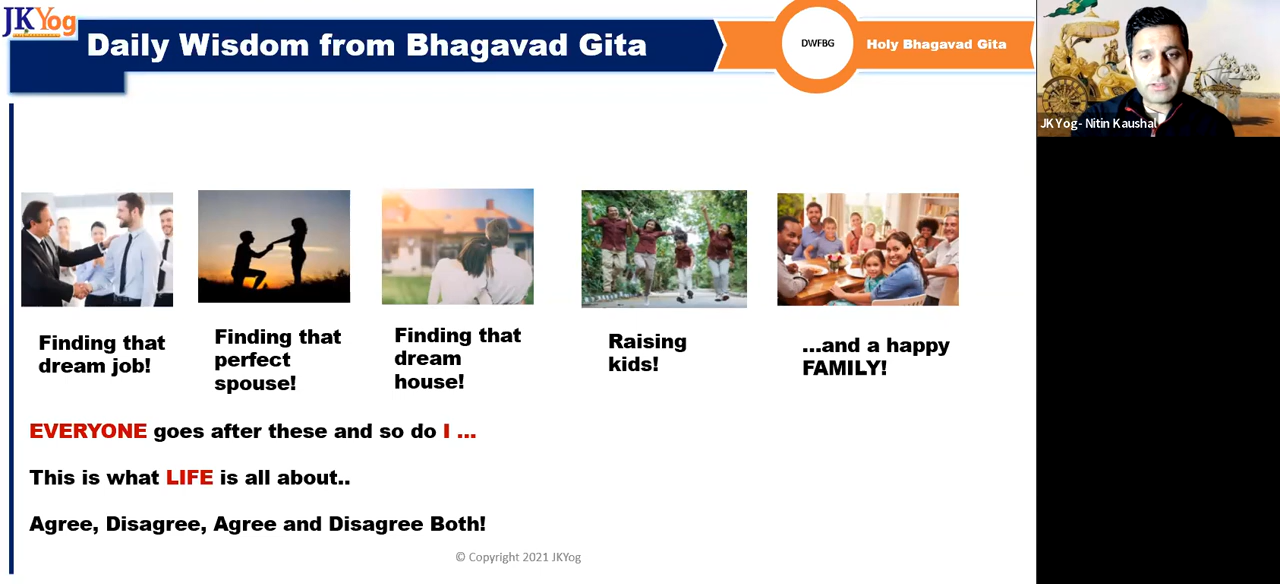 JKYog
Daily Wisdom from Bhagavad Gita
DWFBG
Holy Bhagavad Gita
JKYog- Nitin Kaushal
Finding that
dream job!
Finding that
perfect
spouse!
Finding that
dream
house!
Raising
kids!
...and a happy
FAMILY!
EVERYONE goes after these and so do I ...
This is what LIFE is all about..
Agree, Disagree, Agree and Disagree Both!
© Copyright 2021 JKYog